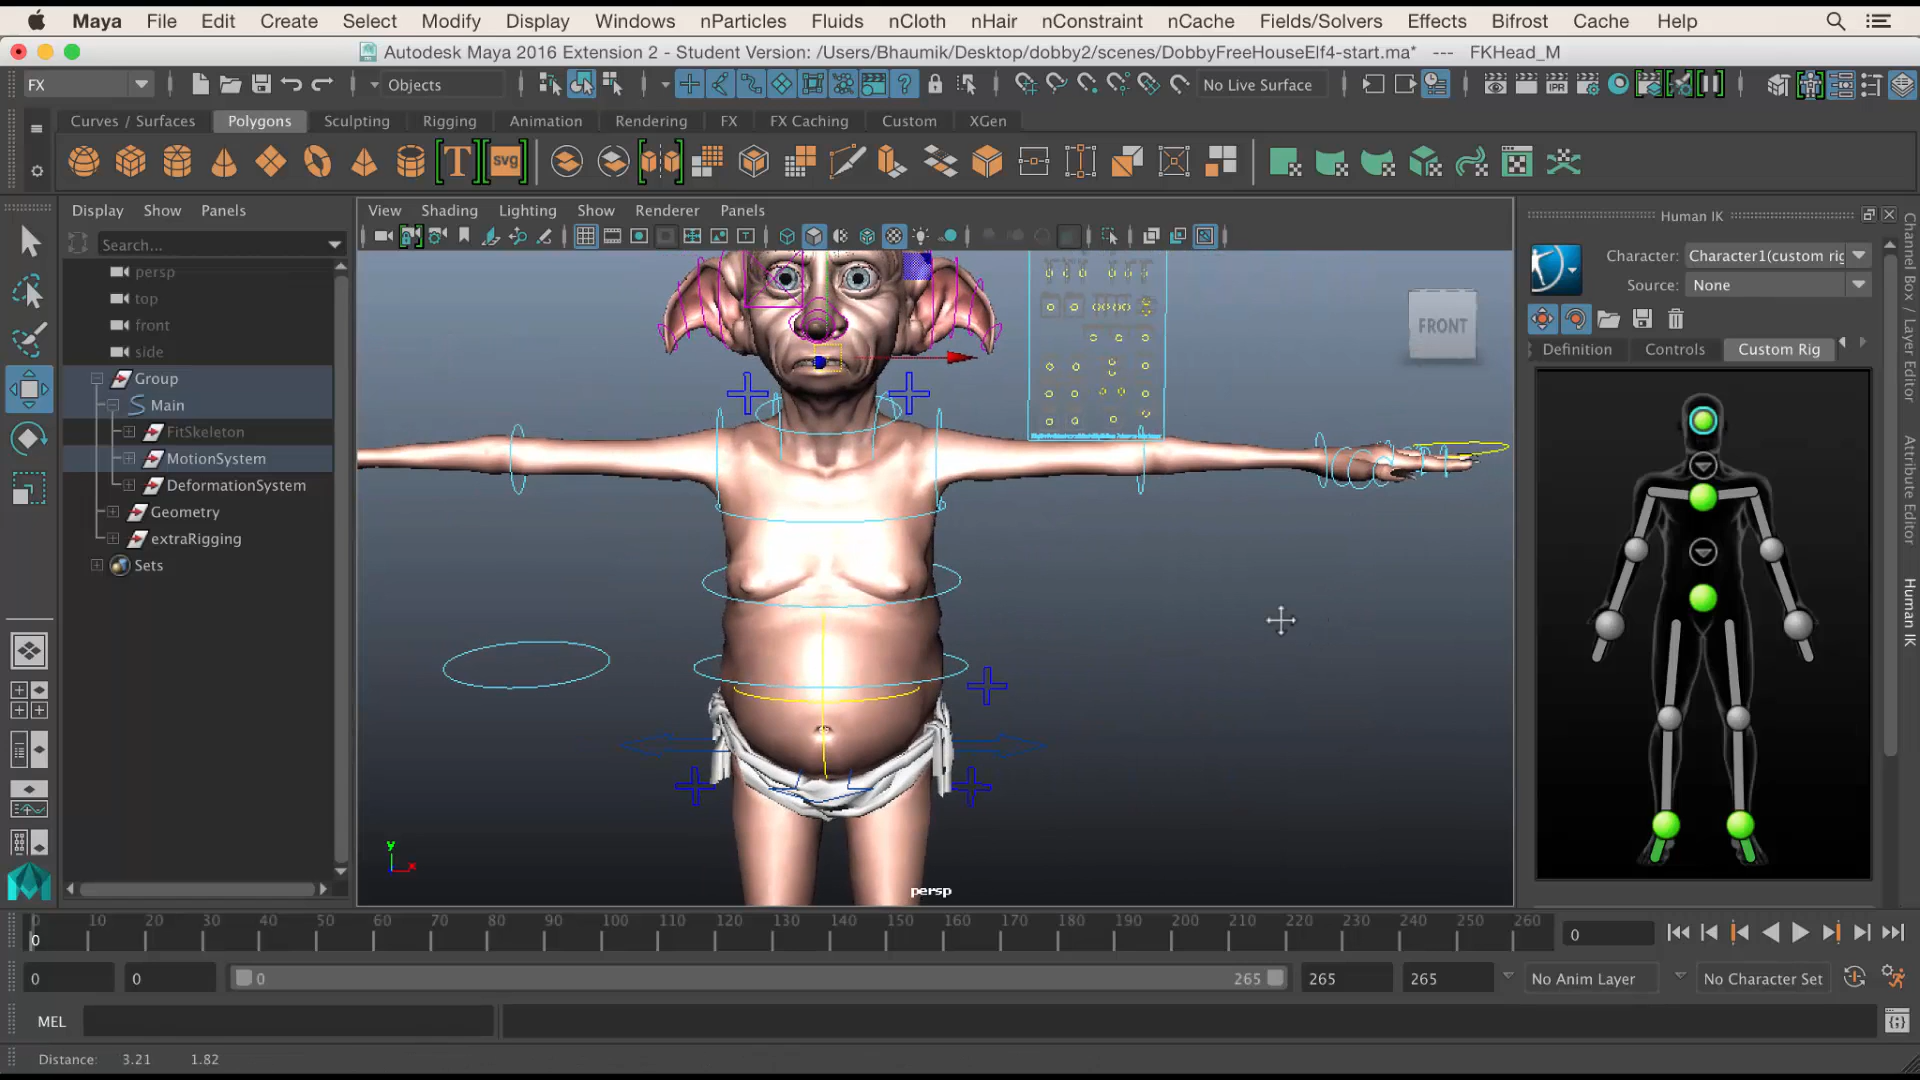 Maya File Edit Create Select Modify Display Windows nParticles Fluids nCloth nHair nConstraint nCache Fields/Solvers Effects Bifrost Cache Help
Autodesk Maya 2016 Extension 2 - Student Version: /Users/Bhaumik/Desktop/dobby2/scenes/DobbyFreeHouseElf4-start.ma* --- FKHead_M
FX Objects No Live Surface
Curves / Surfaces Polygons Sculpting Rigging Animation Rendering FX FX Caching Custom XGen
T svg IPR
Display Show Panels
View Shading Lighting Show Renderer Panels
Human IK
Search...
persp
top
front
side
Group
Main
FitSkeleton
MotionSystem
DeformationSystem
Geometry
extraRigging
Sets
FRONT
y
x
persp
Character: Character1(custom rig
Source: None
Definition Controls Custom Rig
Channel Box / Layer Editor
Attribute Editor
Human IK
0 10 20 30 40 50 60 70 80 90 100 110 120 130 140 150 160 170 180 190 200 210 220 230 240 250 260
0
0
0 0 0 265 265 265 No Anim Layer No Character Set
MEL
Distance: 3.21 1.82